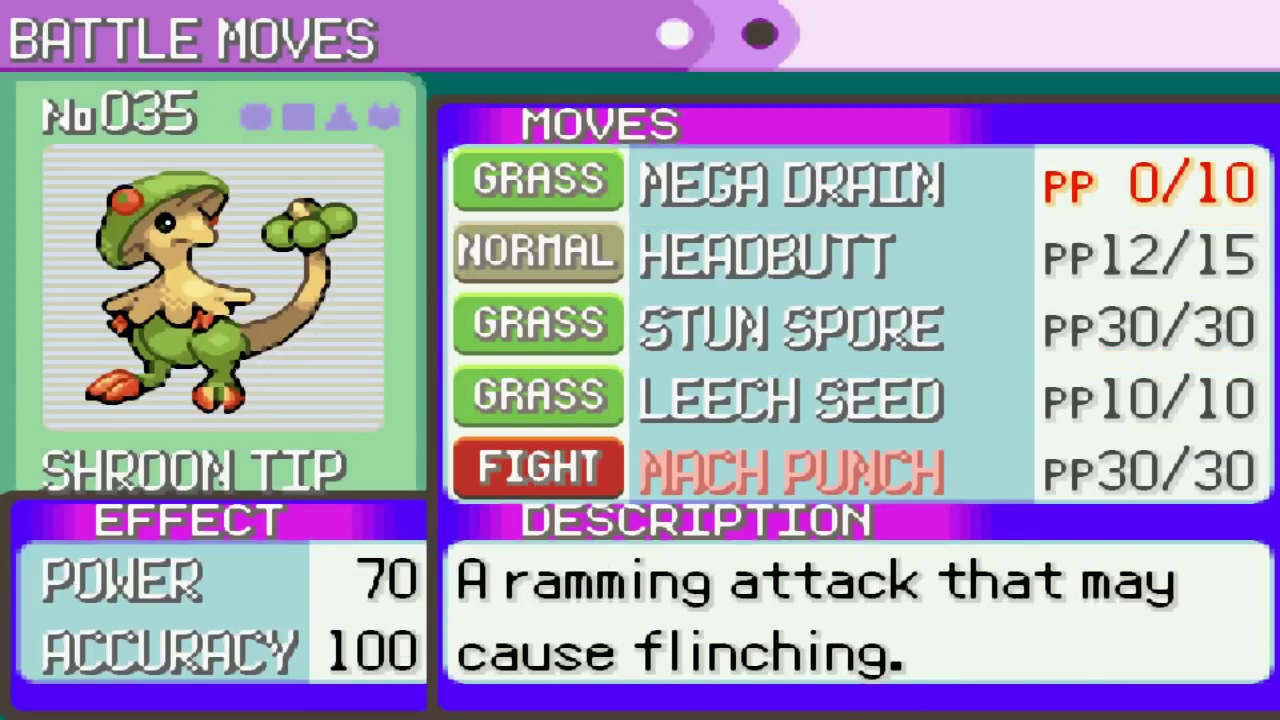 BATTLE MOVES
No035
SHROON TIP
MOVES
GRASS MEGA DRAIN PP 0/10
NORMAL HEADBUTT PP12/15
GRASS STUN SPORE PP30/30
GRASS LEECH SEED PP10/10
FIGHT MACH PUNCH PP30/30
EFFECT
POWER 70
ACCURACY 100
DESCRIPTION
A ramming attack that may
cause flinching.